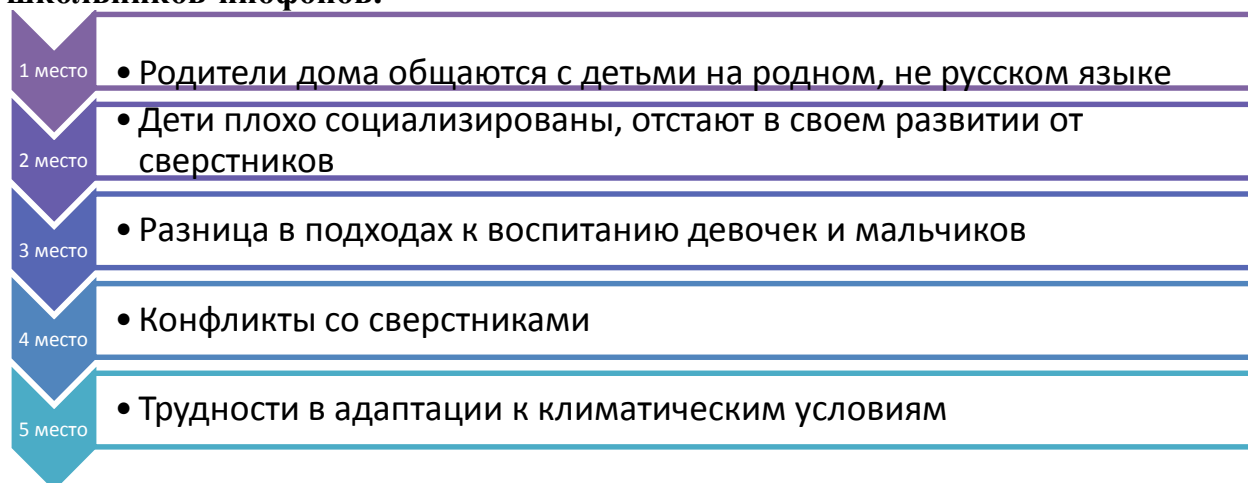 школьников-инофонов.
1 место
• Родители дома общаются с детьми на родном, не русском языке
2 место
• Дети плохо социализированы, отстают в своем развитии от
сверстников
3 место
• Разница в подходах к воспитанию девочек и мальчиков
4 место
• Конфликты со сверстниками
5 место
• Трудности в адаптации к климатическим условиям